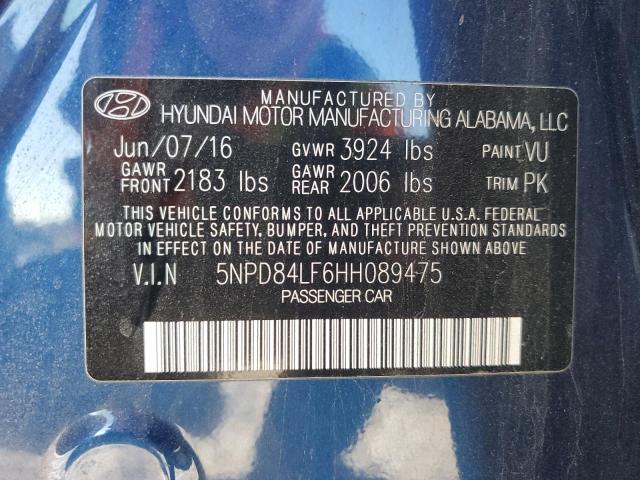 MANUFACTURED BY
HYUNDAI MOTOR MANUFACTURING ALABAMA, LLC
Jun/07/16 GVWR 3924 lbs PAINT VU
GAWR FRONT 2183 lbs GAWR REAR 2006 lbs TRIM PK
THIS VEHICLE CONFORMS TO ALL APPLICABLE U.S.A. FEDERAL
MOTOR VEHICLE SAFETY, BUMPER, AND THEFT PREVENTION STANDARDS
IN EFFECT ON THE DATE OF MANUFACTURE SHOWN ABOVE.
V.I.N 5NPD84LF6HH089475
PASSENGER CAR